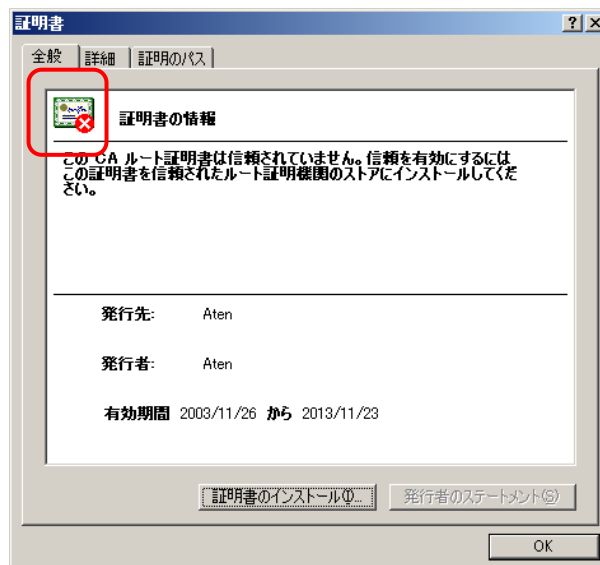 証明書
全般 詳細 証明のパス
証明書の情報
この CA ルート証明書は信頼されていません。信頼を有効にするには
この証明書を信頼されたルート証明機関のストアにインストールしてくだ
さい。
発行先: Aten
発行者: Aten
有効期間 2003/11/26 から 2013/11/23
証明書のインストール(I)... 発行者のステートメント(S)
OK